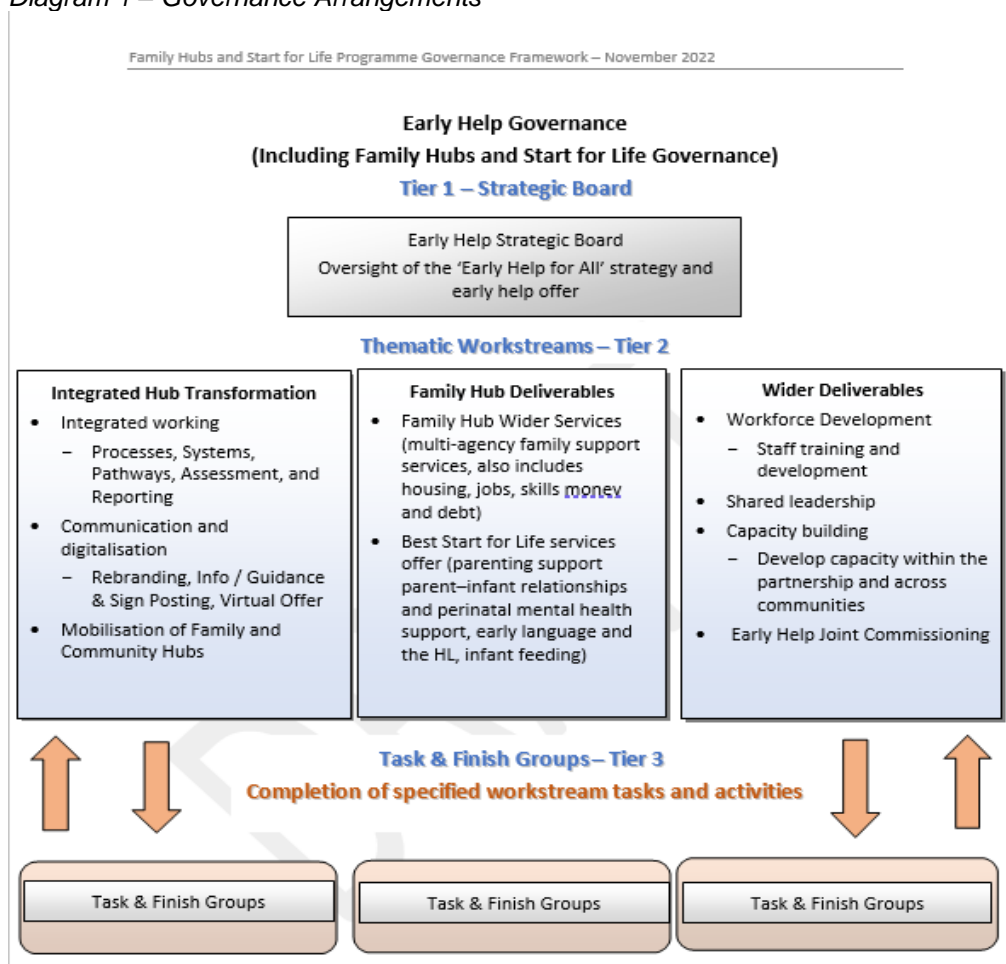 Diagram 1 – Governance Arrangements
Family Hubs and Start for Life Programme Governance Framework – November 2022
Early Help Governance
(Including Family Hubs and Start for Life Governance)
Tier 1 – Strategic Board
Early Help Strategic Board
Oversight of the ‘Early Help for All’ strategy and
early help offer
Thematic Workstreams – Tier 2
Integrated Hub Transformation
• Integrated working
– Processes, Systems,
Pathways, Assessment, and
Reporting
• Communication and
digitalisation
– Rebranding, Info / Guidance
& Sign Posting, Virtual Offer
• Mobilisation of Family and
Community Hubs
Family Hub Deliverables
• Family Hub Wider Services
(multi-agency family support
services, also includes
housing, jobs, skills money
and debt)
• Best Start for Life services
offer (parenting support
parent–infant relationships
and perinatal mental health
support, early language and
the HL, infant feeding)
Wider Deliverables
• Workforce Development
– Staff training and
development
• Shared leadership
• Capacity building
– Develop capacity within the
partnership and across
communities
• Early Help Joint Commissioning
Task & Finish Groups– Tier 3
Completion of specified workstream tasks and activities
Task & Finish Groups
Task & Finish Groups
Task & Finish Groups